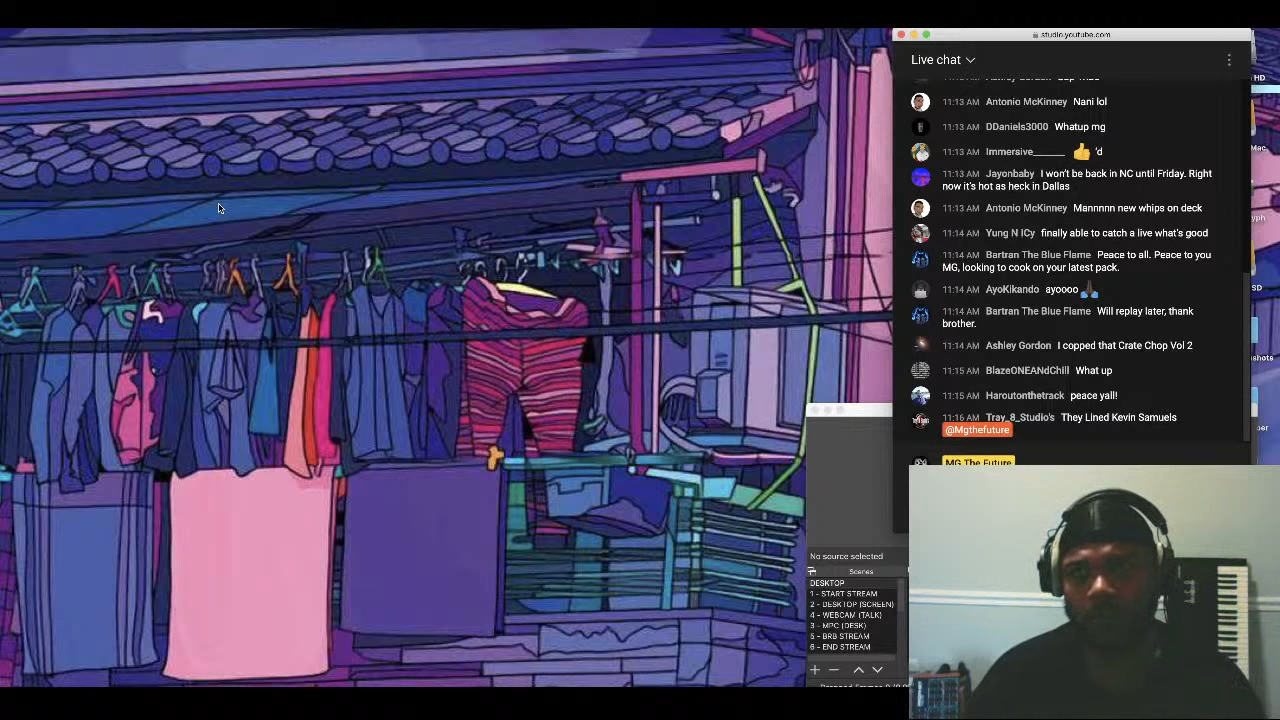 studio.youtube.com
Live chat
11:13 AM Antonio McKinney Nani lol
11:13 AM DDaniels3000 Whatup mg
11:13 AM Immersive______ 👍 'd
11:13 AM Jayonbaby I won't be back in NC until Friday. Right
now it's hot as heck in Dallas
11:13 AM Antonio McKinney Mannnnn new whips on deck
11:14 AM Yung N ICy finally able to catch a live what's good
11:14 AM Bartran The Blue Flame Peace to all. Peace to you
MG, looking to cook on your latest pack.
11:14 AM AyoKikando ayoooo 🙏🏿
11:14 AM Bartran The Blue Flame Will replay later, thank
brother.
11:14 AM Ashley Gordon I copped that Crate Chop Vol 2
11:15 AM BlazeONEANdChill What up
11:15 AM Haroutonthetrack peace yall!
11:16 AM Tray_8_Studio's They Lined Kevin Samuels
@Mgthefuture
MG The Future
No source selected
Scenes
DESKTOP
1 - START STREAM
2 - DESKTOP (SCREEN)
4 - WEBCAM (TALK)
3 - MPC (DESK)
5 - BRB STREAM
6 - END STREAM
HD
Mac